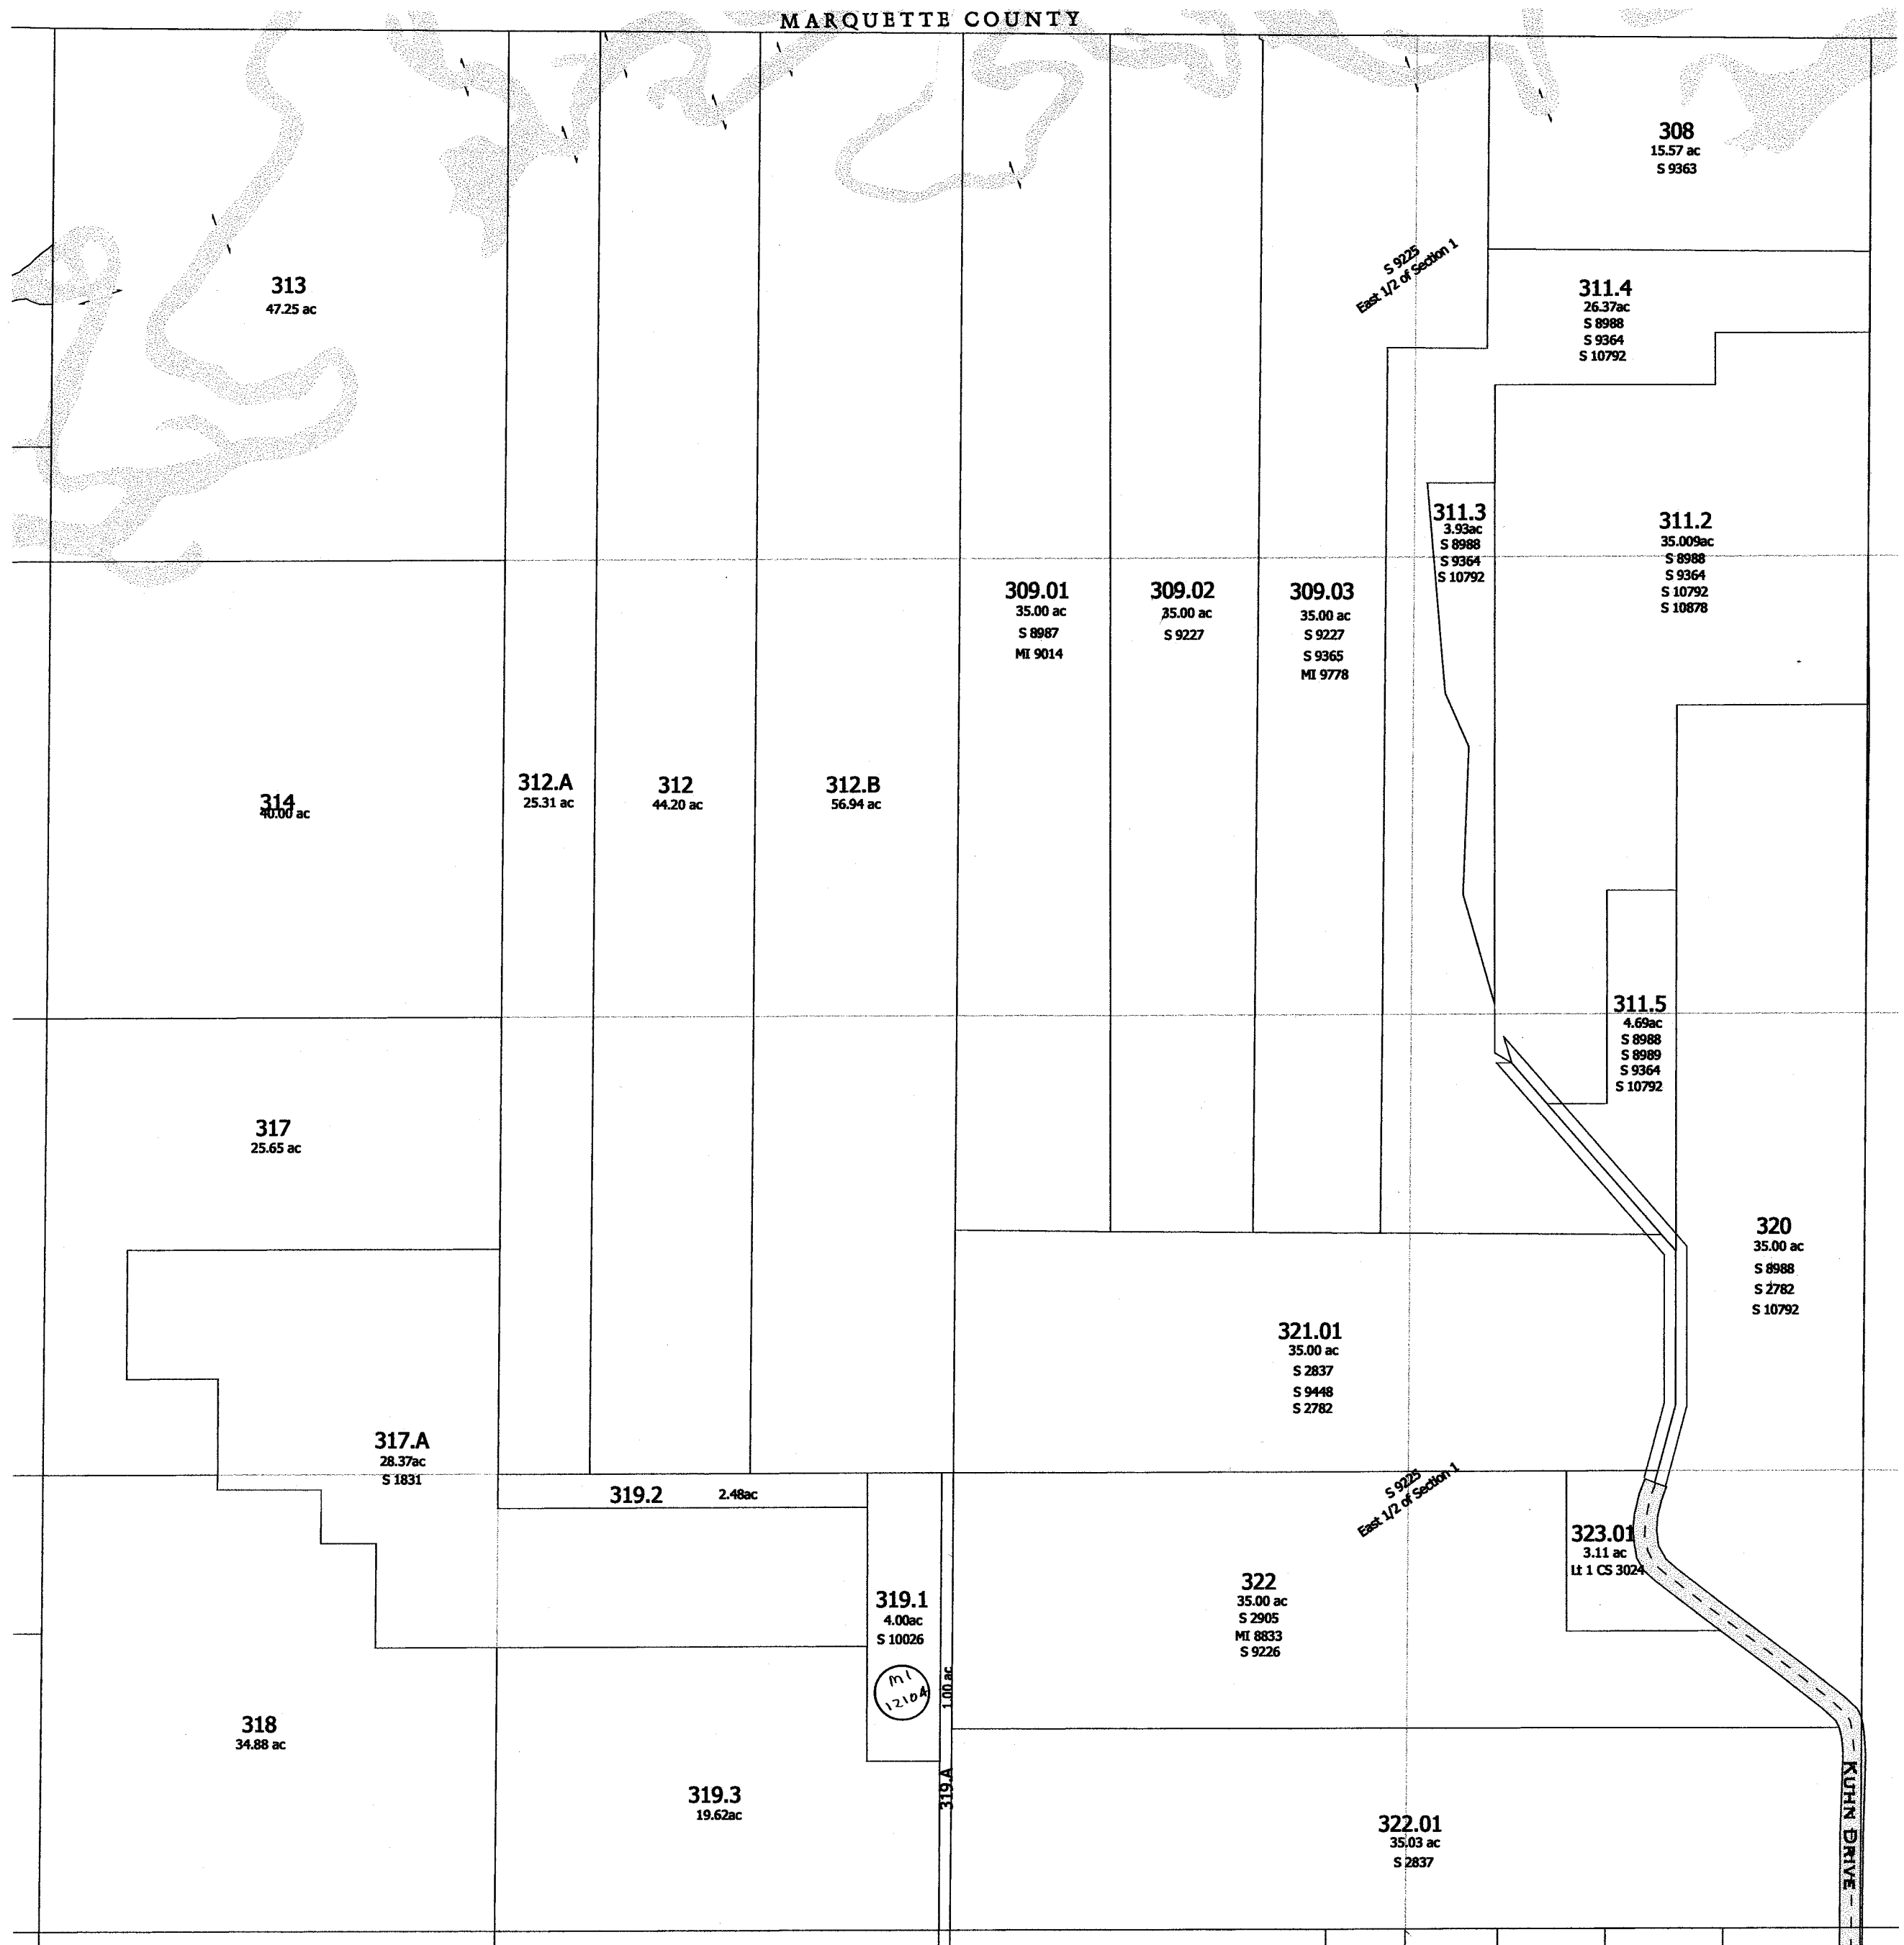 MARQUETTE COUNTY
308
15.57 ac
S 9363
S 9225
East 1/2 of Section 1
313
47.25 ac
311.4
26.37ac
S 8988
S 9364
S 10792
311.3
3.93ac
S 8988
S 9364
S 10792
311.2
35.009ac
S 8988
S 9364
S 10792
S 10878
309.01
35.00 ac
S 8987
MI 9014
309.02
35.00 ac
S 9227
309.03
35.00 ac
S 9227
S 9365
MI 9778
314
40.00 ac
312.A
25.31 ac
312
44.20 ac
312.B
56.94 ac
311.5
4.69ac
S 8988
S 8989
S 9364
S 10792
317
25.65 ac
320
35.00 ac
S 8988
S 2782
S 10792
321.01
35.00 ac
S 2837
S 9448
S 2782
317.A
28.37ac
S 1831
319.2 2.48ac
S 9225
East 1/2 of Section 1
323.01
3.11 ac
Lt 1 CS 3024
322
35.00 ac
S 2905
MI 8833
S 9226
319.1
4.00ac
S 10026
MI
12104
1.00 ac
319.A
318
34.88 ac
319.3
19.62ac
322.01
35.03 ac
S 2837
KUHN DRIVE